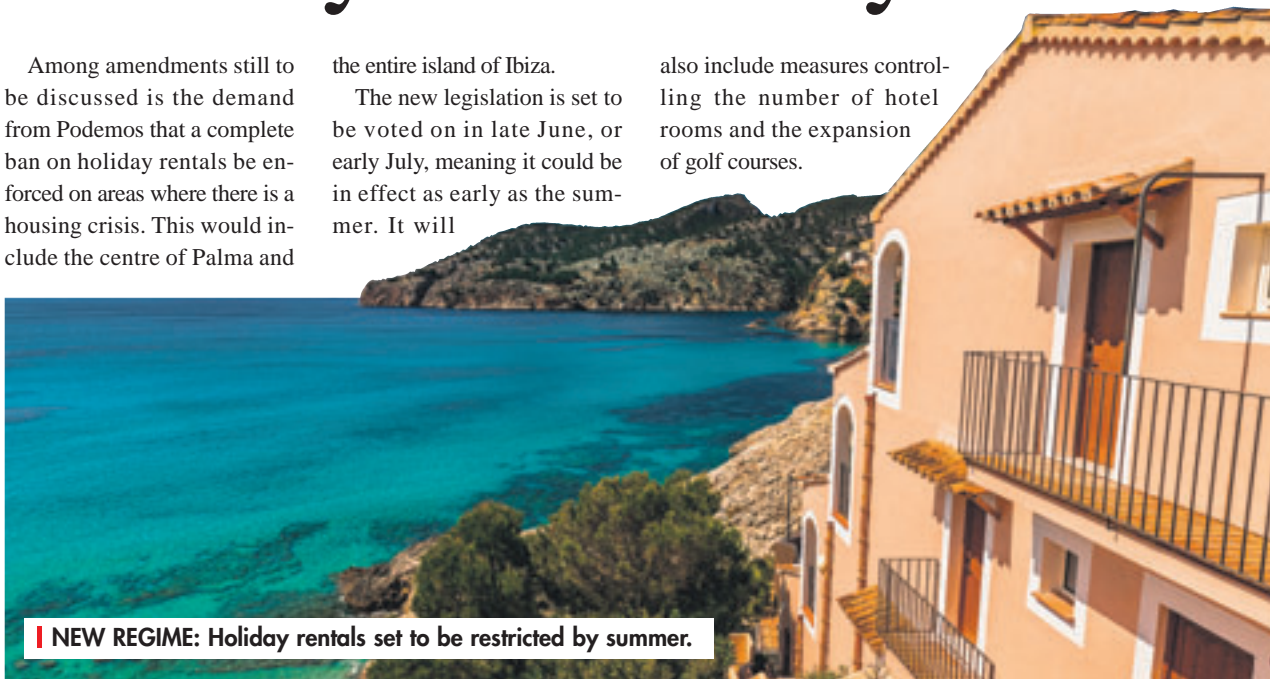 Among amendments still to
be discussed is the demand
from Podemos that a complete
ban on holiday rentals be en-
forced on areas where there is a
housing crisis. This would in-
clude the centre of Palma and
the entire island of Ibiza.
The new legislation is set to
be voted on in late June, or
early July, meaning it could be
in effect as early as the sum-
mer. It will
also include measures control-
ling the number of hotel
rooms and the expansion
of golf courses.
NEW REGIME: Holiday rentals set to be restricted by summer.